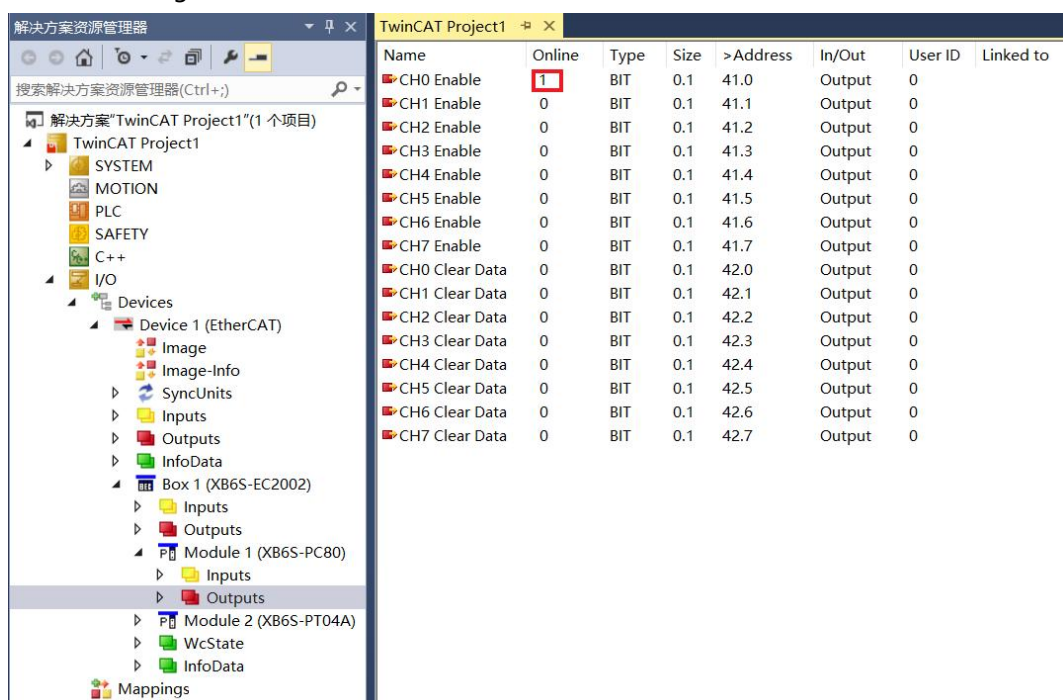 解决方案资源管理器
搜索解决方案资源管理器(Ctrl+;)
解决方案"TwinCAT Project1"(1 个项目)
TwinCAT Project1
SYSTEM
MOTION
PLC
SAFETY
C++
I/O
Devices
Device 1 (EtherCAT)
Image
Image-Info
SyncUnits
Inputs
Outputs
InfoData
Box 1 (XB6S-EC2002)
Inputs
Outputs
Module 1 (XB6S-PC80)
Inputs
Outputs
Module 2 (XB6S-PT04A)
WcState
InfoData
Mappings
TwinCAT Project1
Name Online Type Size >Address In/Out User ID Linked to
CH0 Enable 1 BIT 0.1 41.0 Output 0
CH1 Enable 0 BIT 0.1 41.1 Output 0
CH2 Enable 0 BIT 0.1 41.2 Output 0
CH3 Enable 0 BIT 0.1 41.3 Output 0
CH4 Enable 0 BIT 0.1 41.4 Output 0
CH5 Enable 0 BIT 0.1 41.5 Output 0
CH6 Enable 0 BIT 0.1 41.6 Output 0
CH7 Enable 0 BIT 0.1 41.7 Output 0
CH0 Clear Data 0 BIT 0.1 42.0 Output 0
CH1 Clear Data 0 BIT 0.1 42.1 Output 0
CH2 Clear Data 0 BIT 0.1 42.2 Output 0
CH3 Clear Data 0 BIT 0.1 42.3 Output 0
CH4 Clear Data 0 BIT 0.1 42.4 Output 0
CH5 Clear Data 0 BIT 0.1 42.5 Output 0
CH6 Clear Data 0 BIT 0.1 42.6 Output 0
CH7 Clear Data 0 BIT 0.1 42.7 Output 0